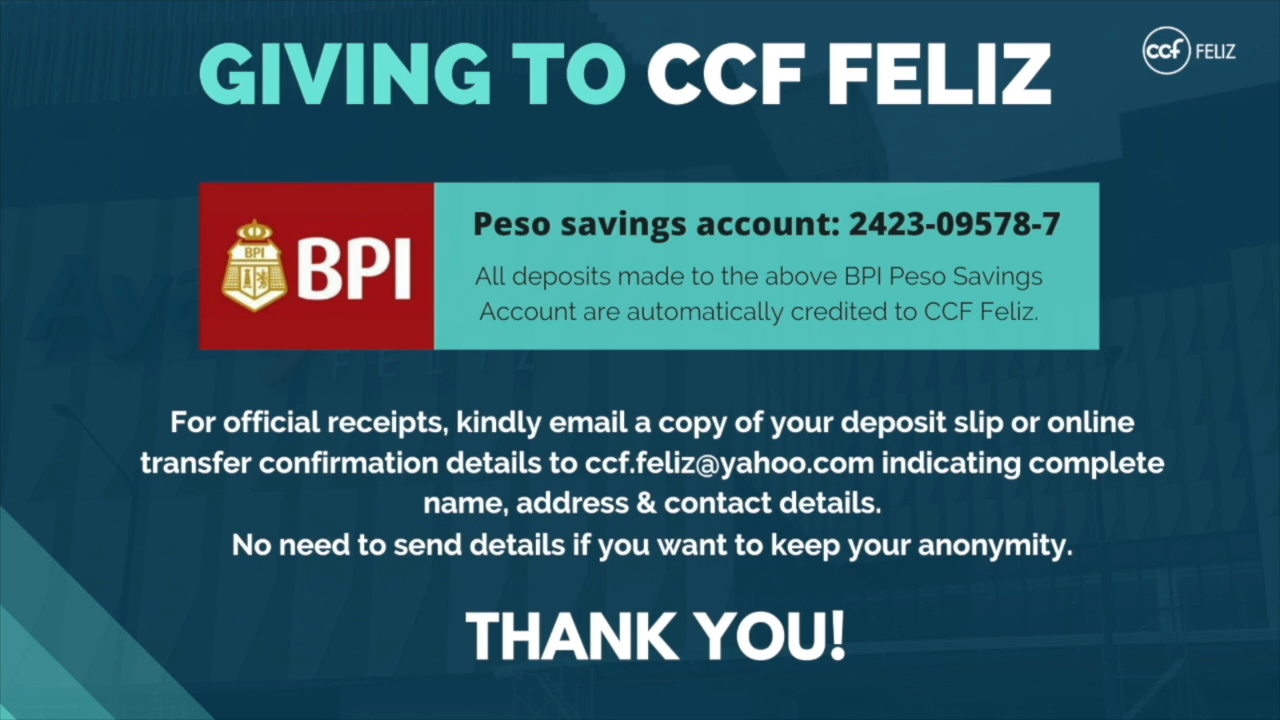 GIVING TO CCF FELIZ
ccf FELIZ
BPI
BPI
Peso savings account: 2423-09578-7
All deposits made to the above BPI Peso Savings
Account are automatically credited to CCF Feliz.
Aya
FELIZ
For official receipts, kindly email a copy of your deposit slip or online
transfer confirmation details to ccf.feliz@yahoo.com indicating complete
name, address & contact details.
No need to send details if you want to keep your anonymity.
THANK YOU!